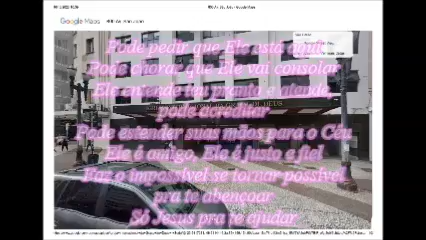 Google Maps
Pode pedir que Ele está aqui
Pode chorar que Ele vai consolar
Ele entende teu pranto e atende,
pode acreditar
Pode estender suas mãos para o Céu
Ele é amigo, Ele é justo e fiel
Faz o impossível se tornar possível
pra te abençoar
Só Jesus pra te ajudar